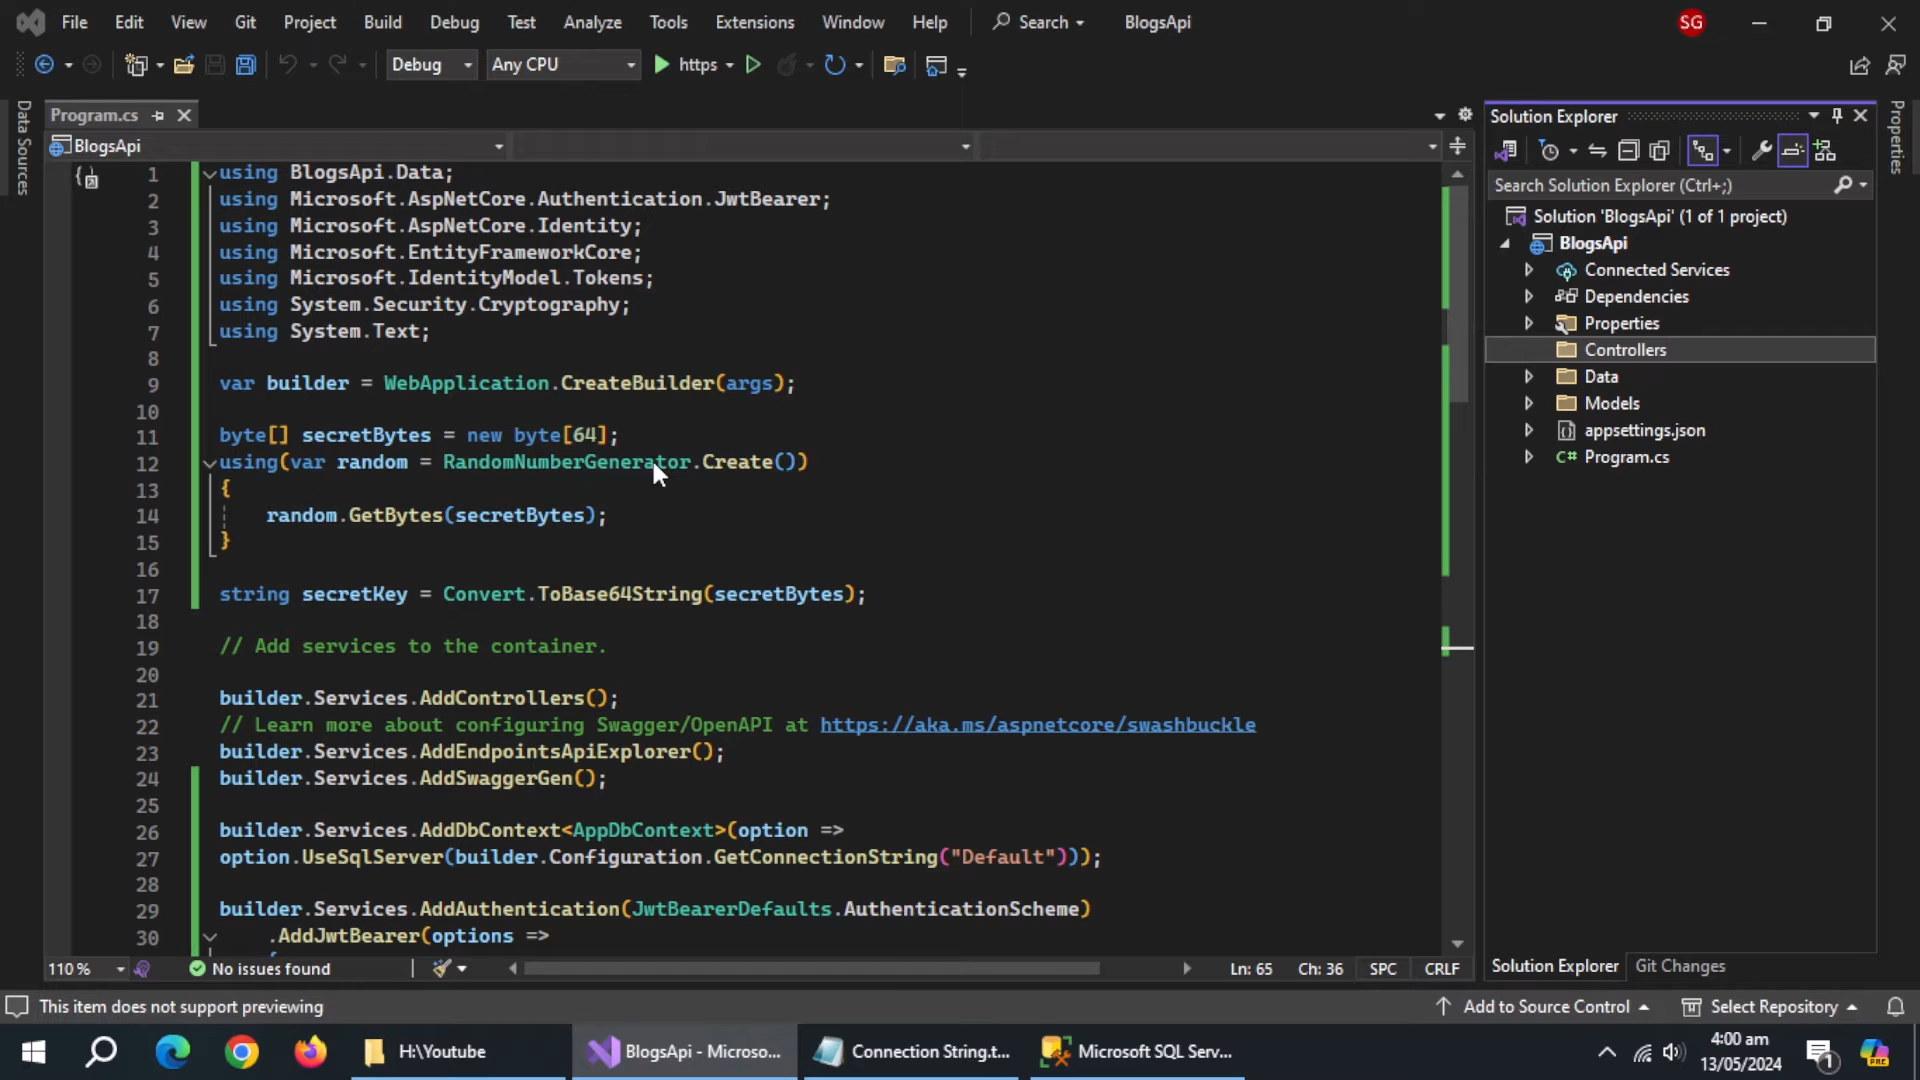 File Edit View Git Project Build Debug Test Analyze Tools Extensions Window Help Search BlogsApi SG
Debug Any CPU https
Data Sources
Program.cs
BlogsApi
1 using BlogsApi.Data;
2 using Microsoft.AspNetCore.Authentication.JwtBearer;
3 using Microsoft.AspNetCore.Identity;
4 using Microsoft.EntityFrameworkCore;
5 using Microsoft.IdentityModel.Tokens;
6 using System.Security.Cryptography;
7 using System.Text;
8
9 var builder = WebApplication.CreateBuilder(args);
10
11 byte[] secretBytes = new byte[64];
12 using(var random = RandomNumberGenerator.Create())
13 {
14 random.GetBytes(secretBytes);
15 }
16
17 string secretKey = Convert.ToBase64String(secretBytes);
18
19 // Add services to the container.
20
21 builder.Services.AddControllers();
22 // Learn more about configuring Swagger/OpenAPI at https://aka.ms/aspnetcore/swashbuckle
23 builder.Services.AddEndpointsApiExplorer();
24 builder.Services.AddSwaggerGen();
25
26 builder.Services.AddDbContext<AppDbContext>(option =>
27 option.UseSqlServer(builder.Configuration.GetConnectionString("Default")));
28
29 builder.Services.AddAuthentication(JwtBearerDefaults.AuthenticationScheme)
30 .AddJwtBearer(options =>
110 % No issues found Ln: 65 Ch: 36 SPC CRLF
Solution Explorer
Search Solution Explorer (Ctrl+;)
Solution 'BlogsApi' (1 of 1 project)
BlogsApi
Connected Services
Dependencies
Properties
Controllers
Data
Models
appsettings.json
C# Program.cs
Solution Explorer Git Changes
Properties
This item does not support previewing Add to Source Control Select Repository
H:\Youtube BlogsApi - Microso... Connection String.t... Microsoft SQL Serv... 4:00 am
13/05/2024
1
PRE